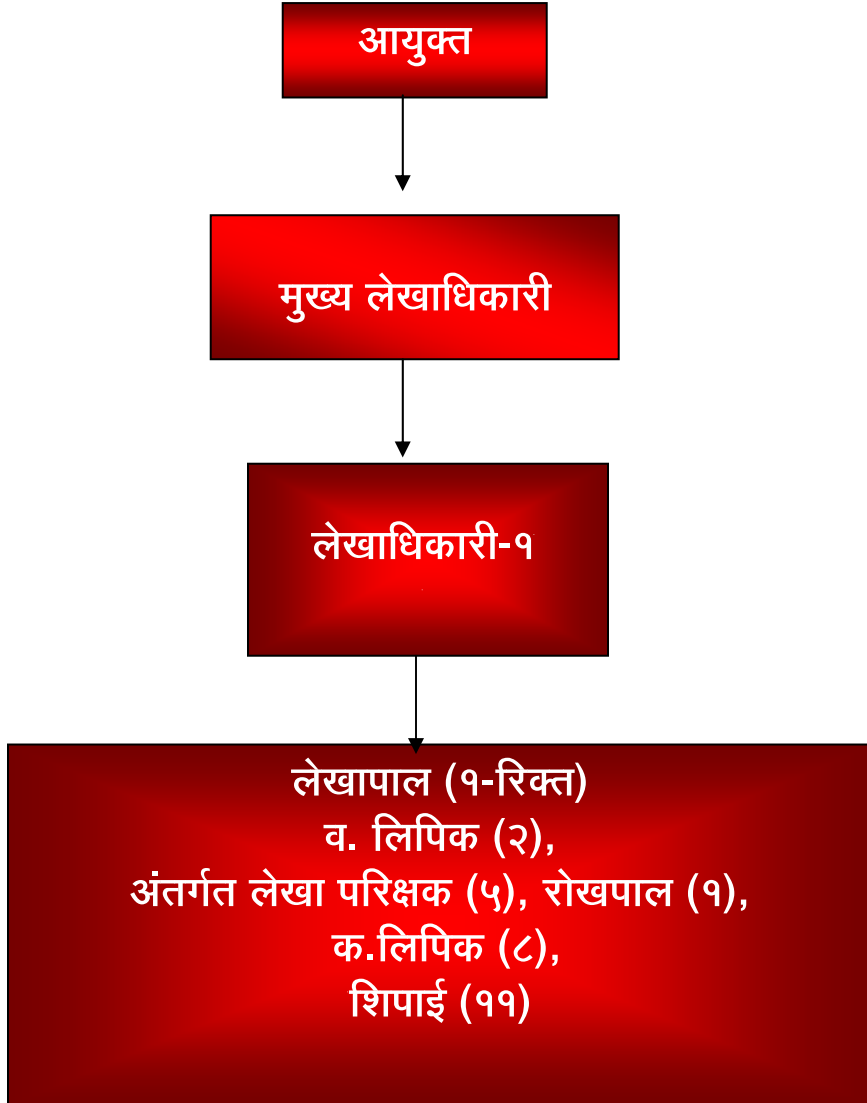 आयुक्त
मुख्य लेखाधिकारी
लेखाधिकारी-१
लेखापाल (१-रिक्त)
व. लिपिक (२),
अंतर्गत लेखा परिक्षक (५), रोखपाल (१),
क.लिपिक (८),
शिपाई (११)